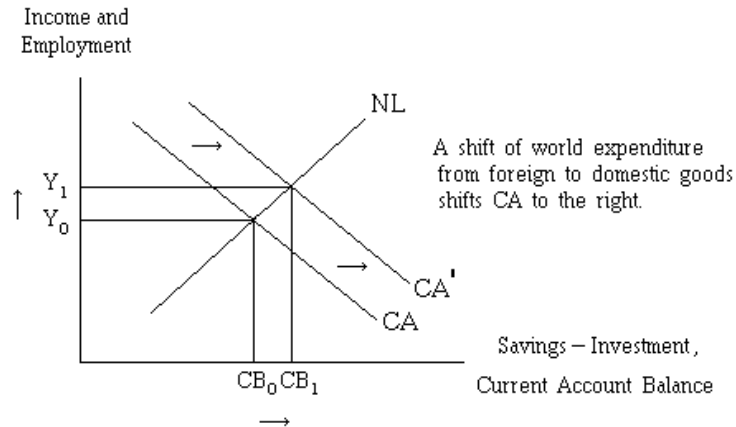 Income and
Employment
NL
A shift of world expenditure
from foreign to domestic goods
shifts CA to the right.
Y1
Y0
CA'
CA
Savings – Investment,
CB0 CB1
Current Account Balance